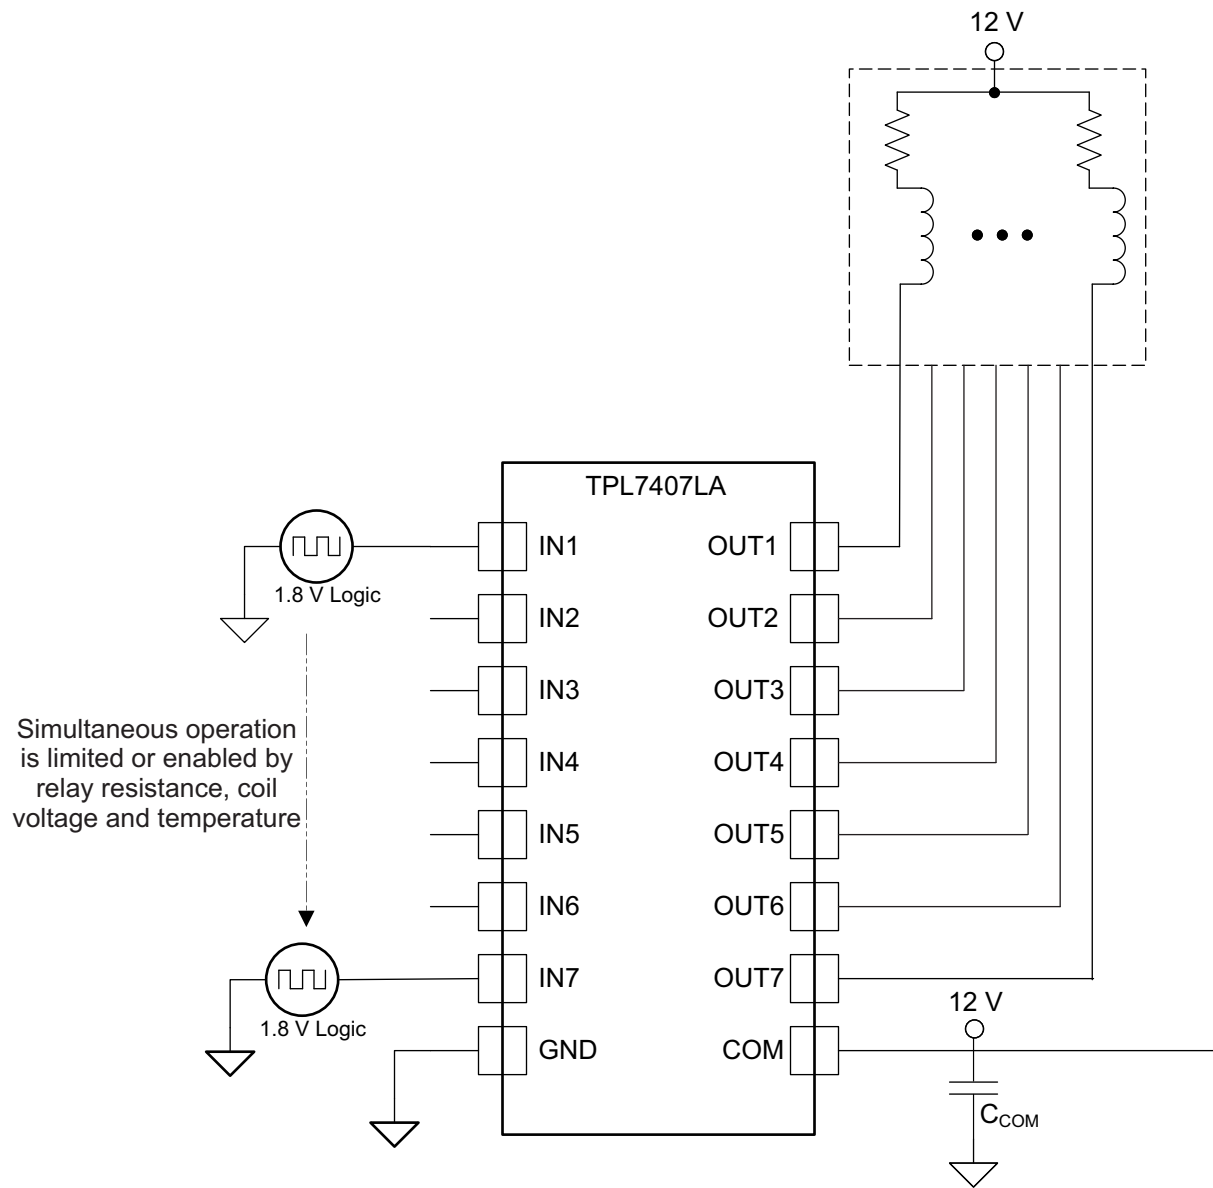 12 V
TPL7407LA
IN1
OUT1
1.8 V Logic
IN2
OUT2
IN3
OUT3
Simultaneous operation
is limited or enabled by
relay resistance, coil
voltage and temperature
IN4
OUT4
IN5
OUT5
IN6
OUT6
IN7
OUT7
1.8 V Logic
12 V
GND
COM
CCOM